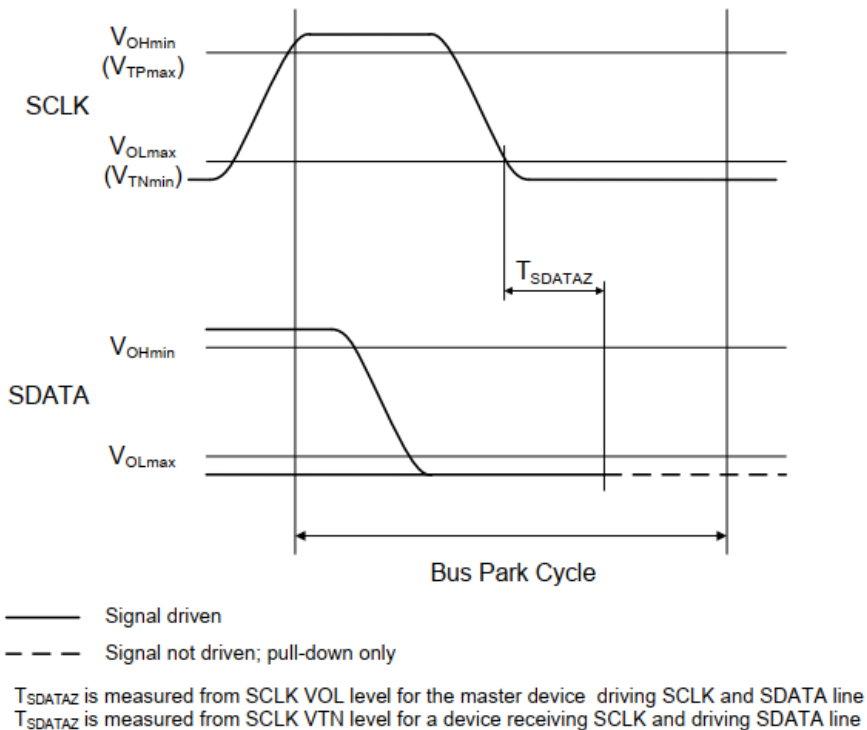 VOHmin
(VTPmax)
SCLK
VOLmax
(VTNmin)
TSDATAZ
VOHmin
SDATA
VOLmax
Bus Park Cycle
Signal driven
Signal not driven; pull-down only
TSDATAZ is measured from SCLK VOL level for the master device driving SCLK and SDATA line
TSDATAZ is measured from SCLK VTN level for a device receiving SCLK and driving SDATA line